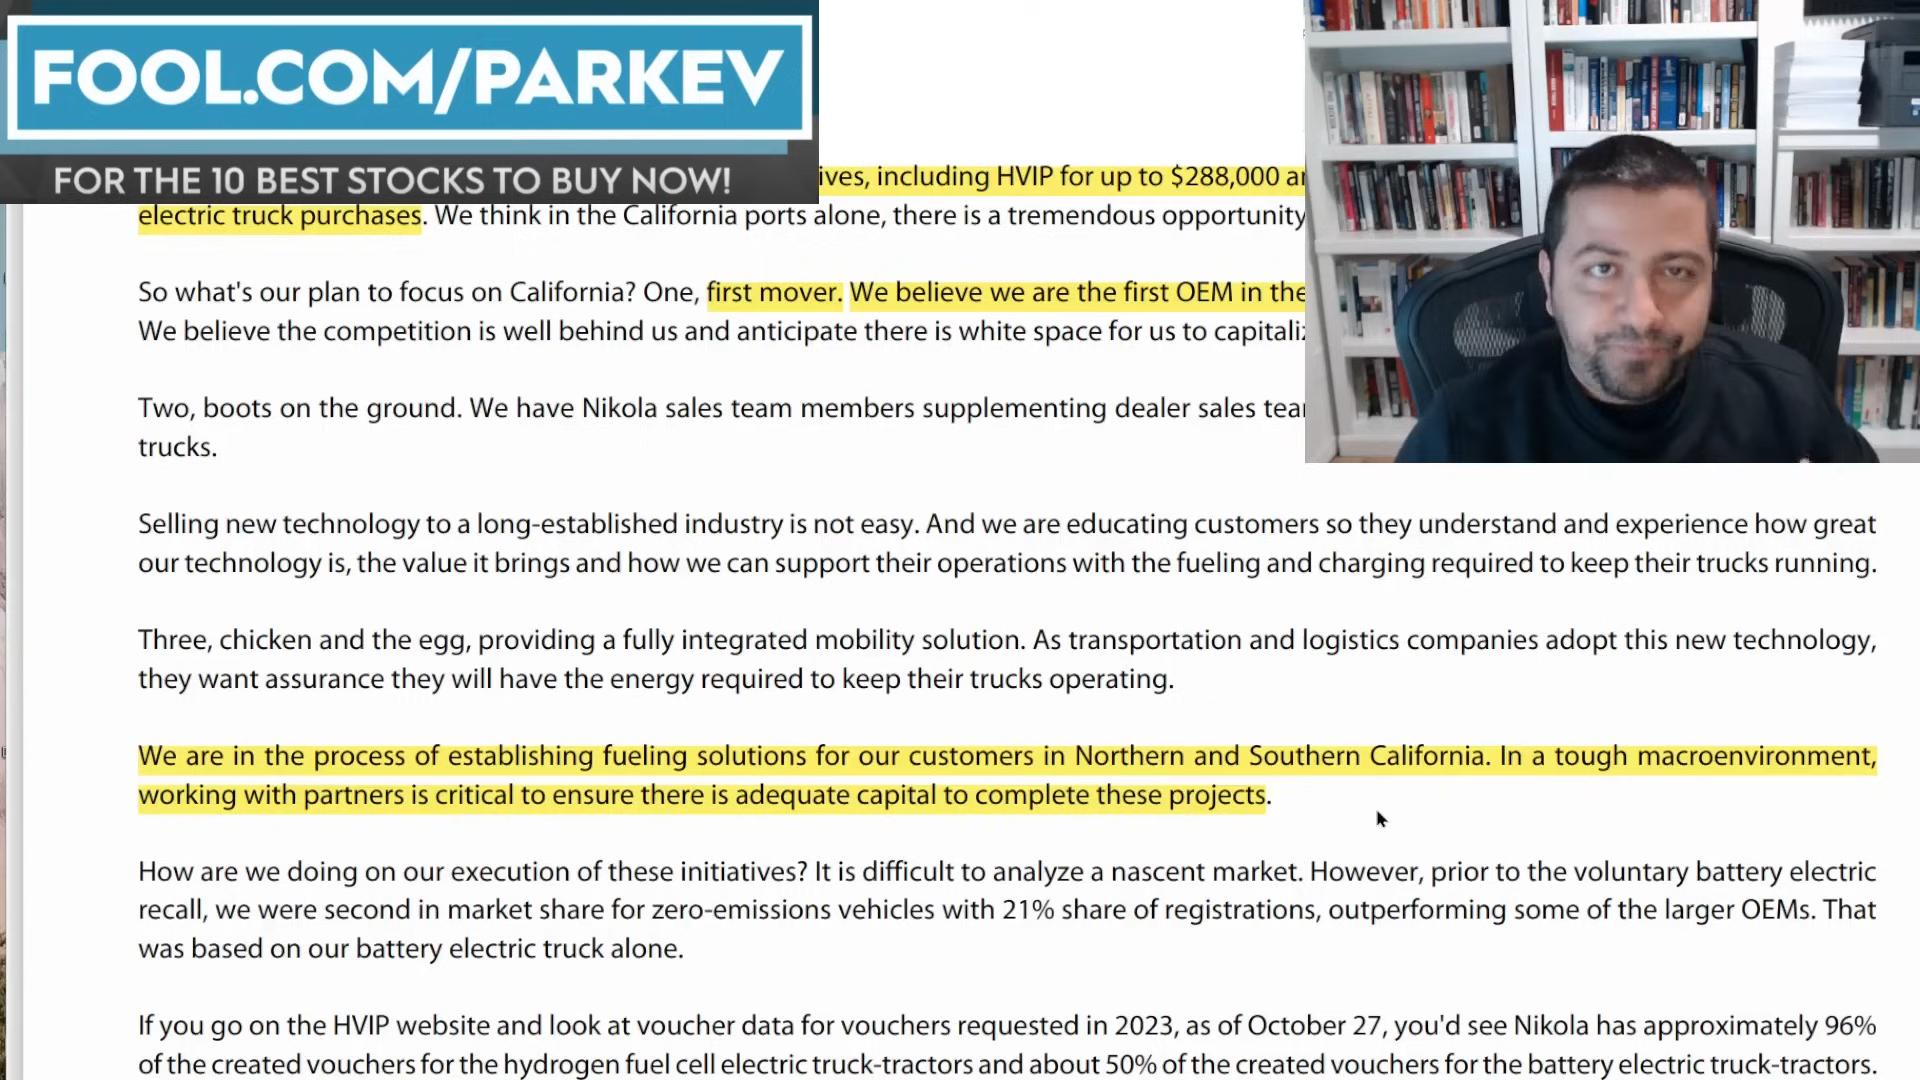 FOOL.COM/PARKEV
FOR THE 10 BEST STOCKS TO BUY NOW!
ives, including HVIP for up to $288,000
electric truck purchases. We think in the California ports alone, there is a tremendous opportunity
So what's our plan to focus on California? One, first mover. We believe we are the first OEM in the
We believe the competition is well behind us and anticipate there is white space for us to
Two, boots on the ground. We have Nikola sales team members supplementing dealer sales
trucks.
Selling new technology to a long-established industry is not easy. And we are educating customers so they understand and experience how great
our technology is, the value it brings and how we can support their operations with the fueling and charging required to keep their trucks running.
Three, chicken and the egg, providing a fully integrated mobility solution. As transportation and logistics companies adopt this new technology,
they want assurance they will have the energy required to keep their trucks operating.
We are in the process of establishing fueling solutions for our customers in Northern and Southern California. In a tough macroenvironment,
working with partners is critical to ensure there is adequate capital to complete these projects.
How are we doing on our execution of these initiatives? It is difficult to analyze a nascent market. However, prior to the voluntary battery electric
recall, we were second in market share for zero-emissions vehicles with 21% share of registrations, outperforming some of the larger OEMs. That
was based on our battery electric truck alone.
If you go on the HVIP website and look at voucher data for vouchers requested in 2023, as of October 27, you'd see Nikola has approximately 96%
of the created vouchers for the hydrogen fuel cell electric truck-tractors and about 50% of the created vouchers for the battery electric truck-tractors.